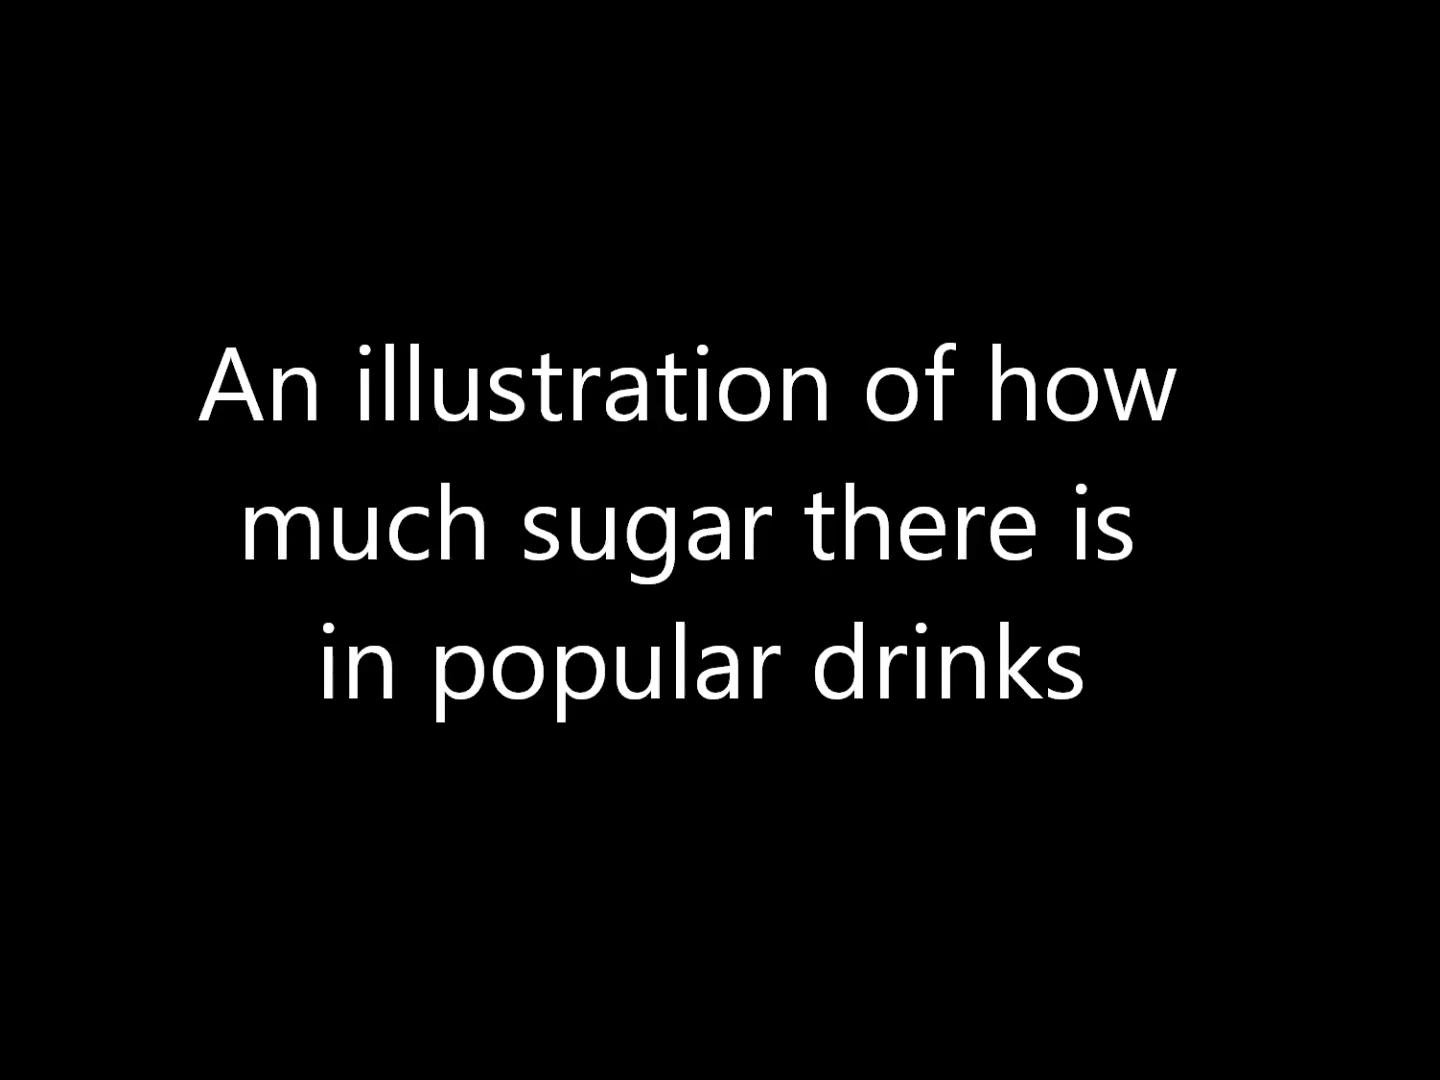 An illustration of how
much sugar there is
in popular drinks